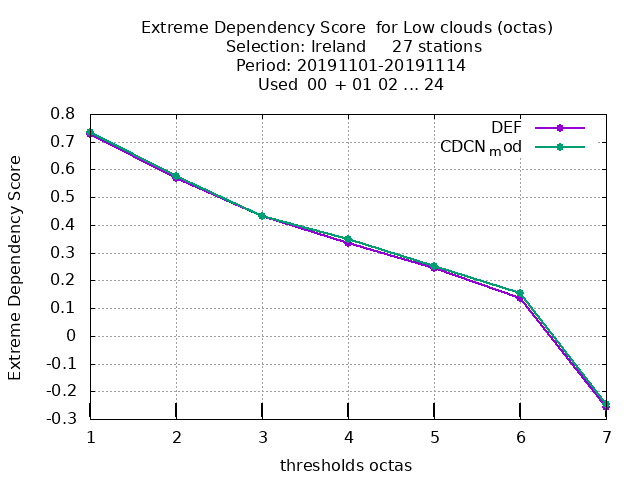 Extreme Dependency Score  for Low clouds (octas)
Selection: Ireland     27 stations
Period: 20191101-20191114
Used  00  + 01 02 ... 24
DEF
CDCNmod
0.8
0.7
0.6
0.5
0.4
0.3
0.2
0.1
0
-0.1
-0.2
-0.3
Extreme Dependency Score
1 2 3 4 5 6 7
thresholds octas